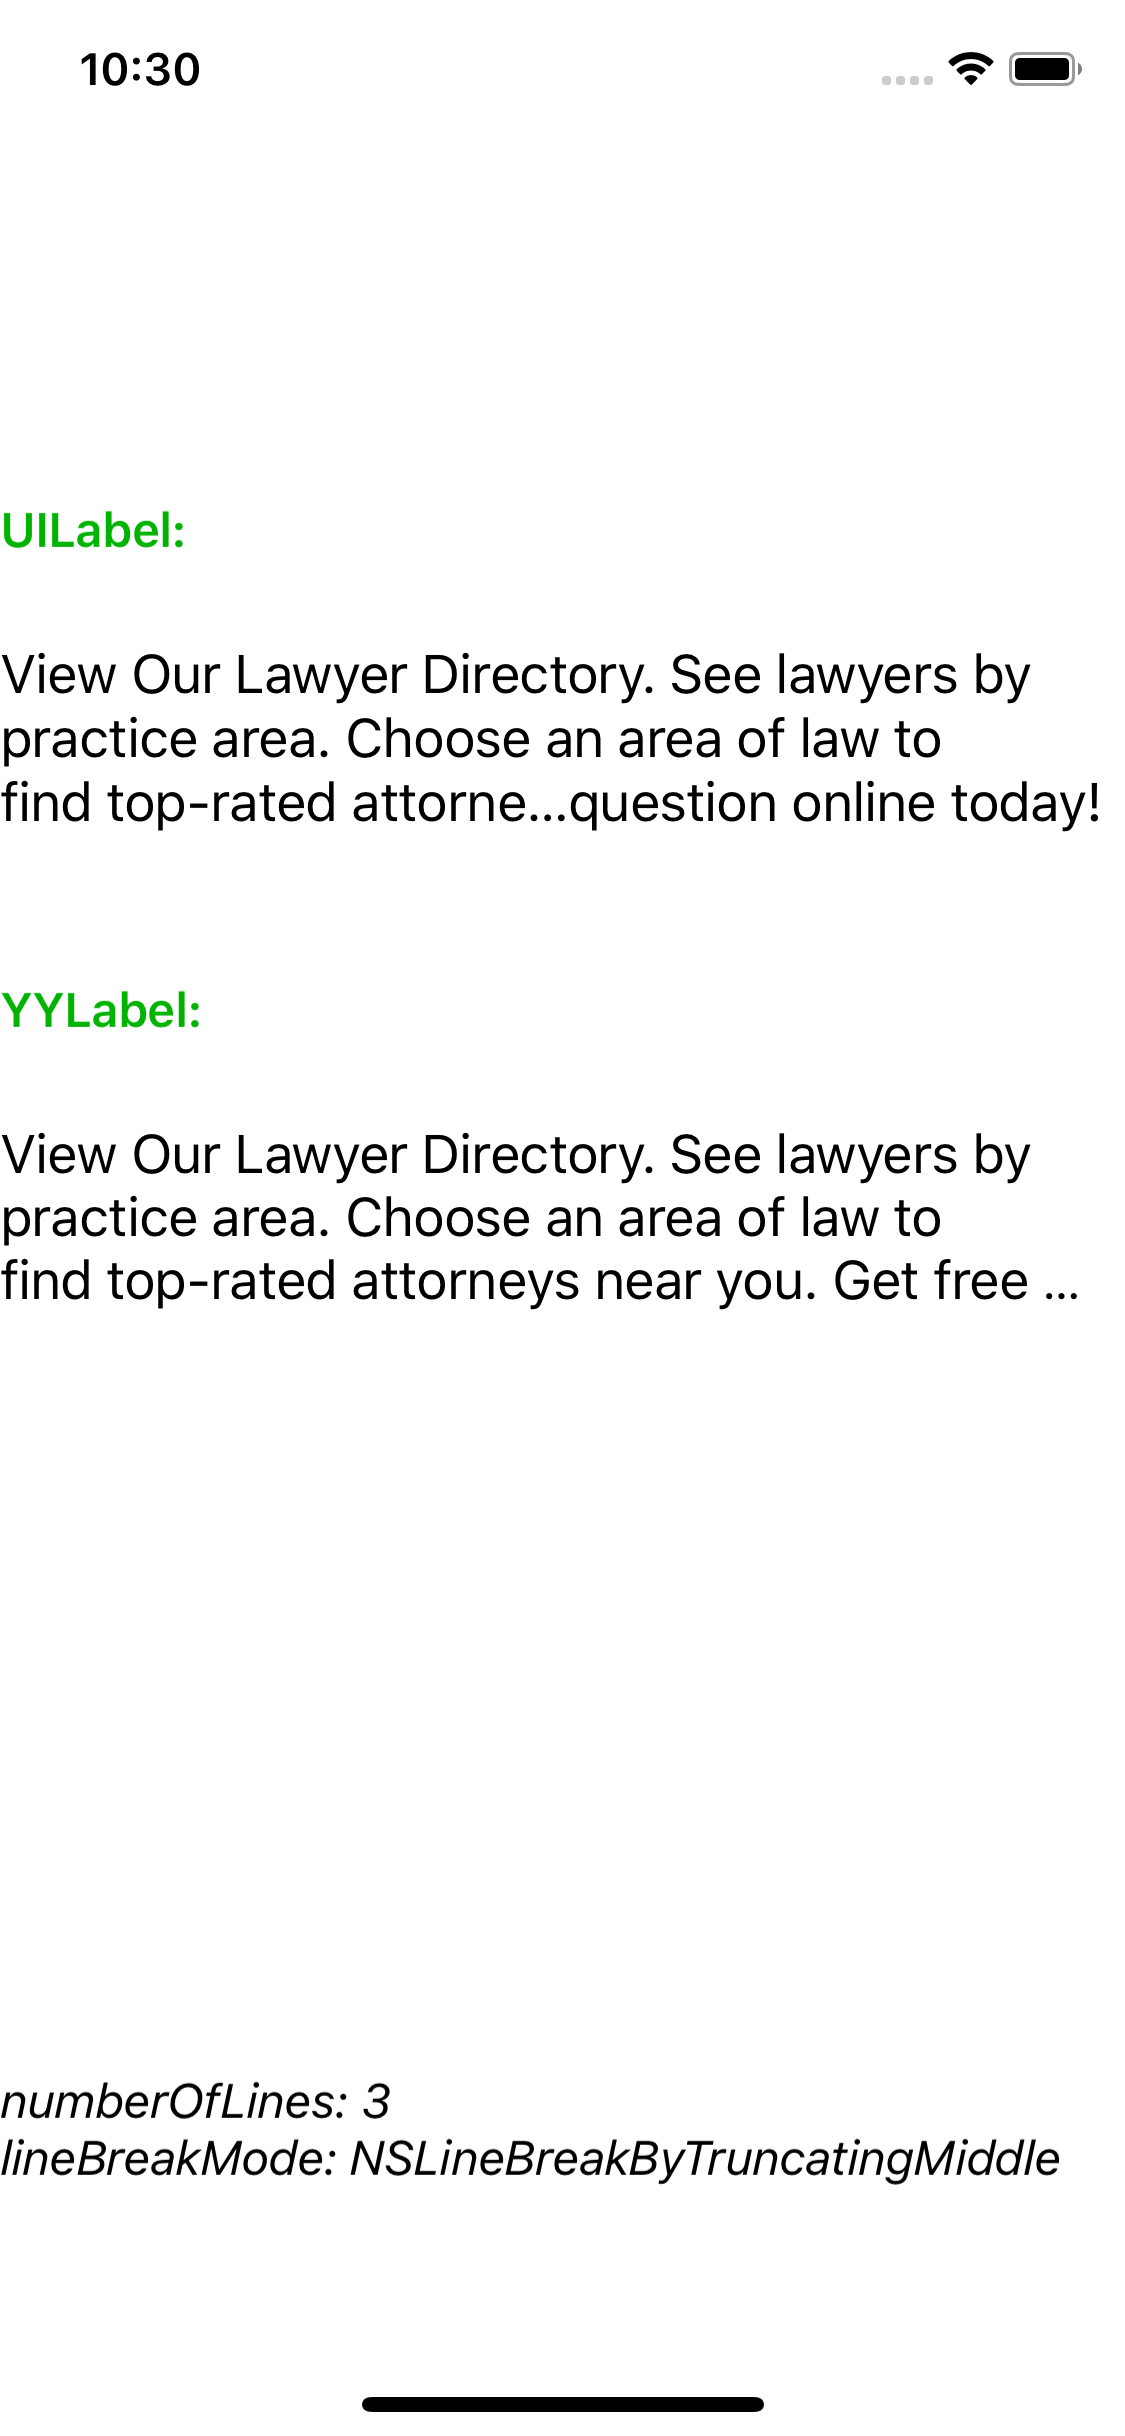 10:30
UILabel:
View Our Lawyer Directory. See lawyers by
practice area. Choose an area of law to
find top-rated attorne...question online today!
YYLabel:
View Our Lawyer Directory. See lawyers by
practice area. Choose an area of law to
find top-rated attorneys near you. Get free ...
numberOfLines: 3
lineBreakMode: NSLineBreakByTruncatingMiddle